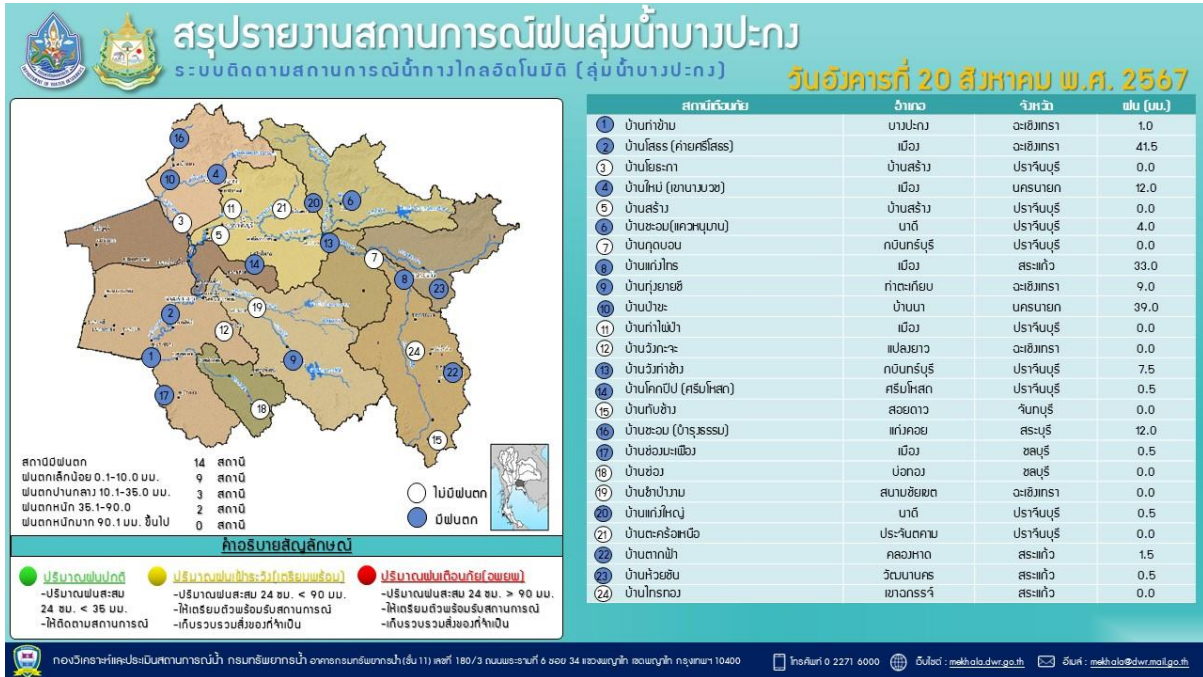 สรุปรายงานสถานการณ์ฝนลุ่มน้ำบางปะกง
ระบบติดตามสถานการณ์น้ำทางไกลอัตโนมัติ (ลุ่มน้ำบางปะกง)
วันอังคารที่ 20 สิงหาคม พ.ศ. 2567
สถานีเตือนภัย อำเภอ จังหวัด ฝน (มม.)
1 บ้านท่าข้าม บางปะกง ฉะเชิงเทรา 1.0
2 บ้านโสธร (ค่ายศรีโสธร) เมือง ฉะเชิงเทรา 41.5
3 บ้านโยธะกา บ้านสร้าง ปราจีนบุรี 0.0
4 บ้านใหม่ (เขานางบวช) เมือง นครนายก 12.0
5 บ้านสร้าง บ้านสร้าง ปราจีนบุรี 0.0
6 บ้านชะอม(แควหนุมาน) นาดี ปราจีนบุรี 4.0
7 บ้านกุดบอน กบินทร์บุรี ปราจีนบุรี 0.0
8 บ้านแก่งไทร เมือง สระแก้ว 33.0
9 บ้านทุ่งยายชี ท่าตะเกียบ ฉะเชิงเทรา 9.0
10 บ้านป่าขะ บ้านนา นครนายก 39.0
11 บ้านท่าไผ่ป่า เมือง ปราจีนบุรี 0.0
12 บ้านวังกะจะ แปลงยาว ฉะเชิงเทรา 0.0
13 บ้านวังท่าช้าง กบินทร์บุรี ปราจีนบุรี 7.5
14 บ้านโคกปีป (ศรีมโหสถ) ศรีมโหสถ ปราจีนบุรี 0.5
15 บ้านทับช้าง สอยดาว จันทบุรี 0.0
16 บ้านชะอม (บำรุงธรรม) แก่งคอย สระบุรี 12.0
17 บ้านช่องมะเฟือง เมือง ชลบุรี 0.5
18 บ้านช่อง บ่อทอง ชลบุรี 0.0
19 บ้านชำป่างาม สนามชัยเขต ฉะเชิงเทรา 0.0
20 บ้านแก่งใหญ่ นาดี ปราจีนบุรี 0.5
21 บ้านตะคร้อเหนือ ประจันตคาม ปราจีนบุรี 0.0
22 บ้านตากฟ้า คลองหาด สระแก้ว 1.5
23 บ้านห้วยชัน วัฒนานคร สระแก้ว 0.5
24 บ้านไทรทอง เขาฉกรรจ์ สระแก้ว 0.0
16
4
10
20
6
11
21
3
5
13
7
14
8
23
19
2
12
24
1
9
22
17
18
15
สถานีมีฝนตก 14 สถานี
ฝนตกเล็กน้อย 0.1-10.0 มม. 9 สถานี
ฝนตกปานกลาง 10.1-35.0 มม. 3 สถานี
ฝนตกหนัก 35.1-90.0 2 สถานี
ฝนตกหนักมาก 90.1 มม. ขึ้นไป 0 สถานี
ไม่มีฝนตก
มีฝนตก
คำอธิบายสัญลักษณ์
ปริมาณฝนปกติ
-ปริมาณฝนสะสม
24 ชม. < 35 มม.
-ให้ติดตามสถานการณ์
ปริมาณฝนเฝ้าระวัง(เตรียมพร้อม)
-ปริมาณฝนสะสม 24 ชม. < 90 มม.
-ให้เตรียมตัวพร้อมรับสถานการณ์
-เก็บรวบรวมสิ่งของที่จำเป็น
ปริมาณฝนเตือนภัย(อพยพ)
-ปริมาณฝนสะสม 24 ชม. > 90 มม.
-ให้เตรียมตัวพร้อมรับสถานการณ์
-เก็บรวบรวมสิ่งของที่จำเป็น
กองวิเคราะห์และประเมินสถานการณ์น้ำ กรมทรัพยากรน้ำ อาคารกรมทรัพยากรน้ำ(ชั้น 11) เลขที่ 180/3 ถนนพระรามที่ 6 ซอย 34 แขวงพญาไท เขตพญาไท กรุงเทพฯ 10400 โทรศัพท์ 0 2271 6000 เว็บไซต์ : mekhala.dwr.go.th อีเมล์ : mekhala@dwr.mail.go.th